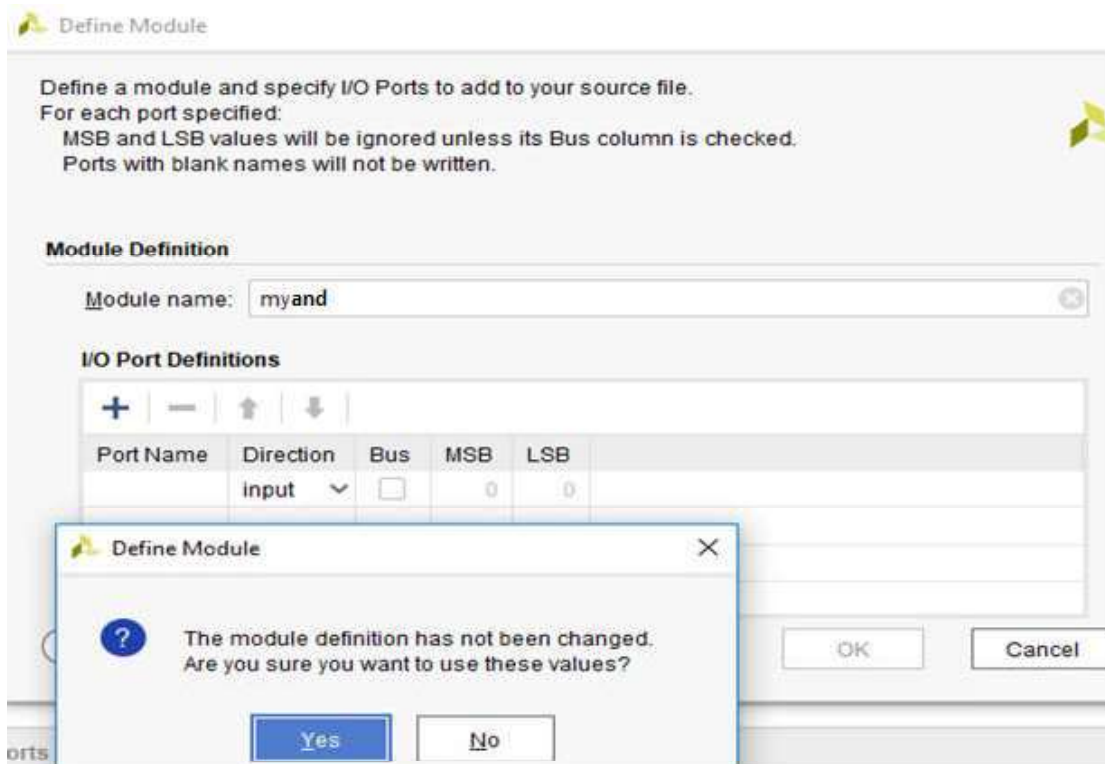 Define Module
Define a module and specify I/O Ports to add to your source file.
For each port specified:
MSB and LSB values will be ignored unless its Bus column is checked.
Ports with blank names will not be written.
Module Definition
Module name: myand
I/O Port Definitions
Port Name Direction Bus MSB LSB
input 0 0
Define Module
?
The module definition has not been changed.
Are you sure you want to use these values?
Yes No
OK Cancel
orts